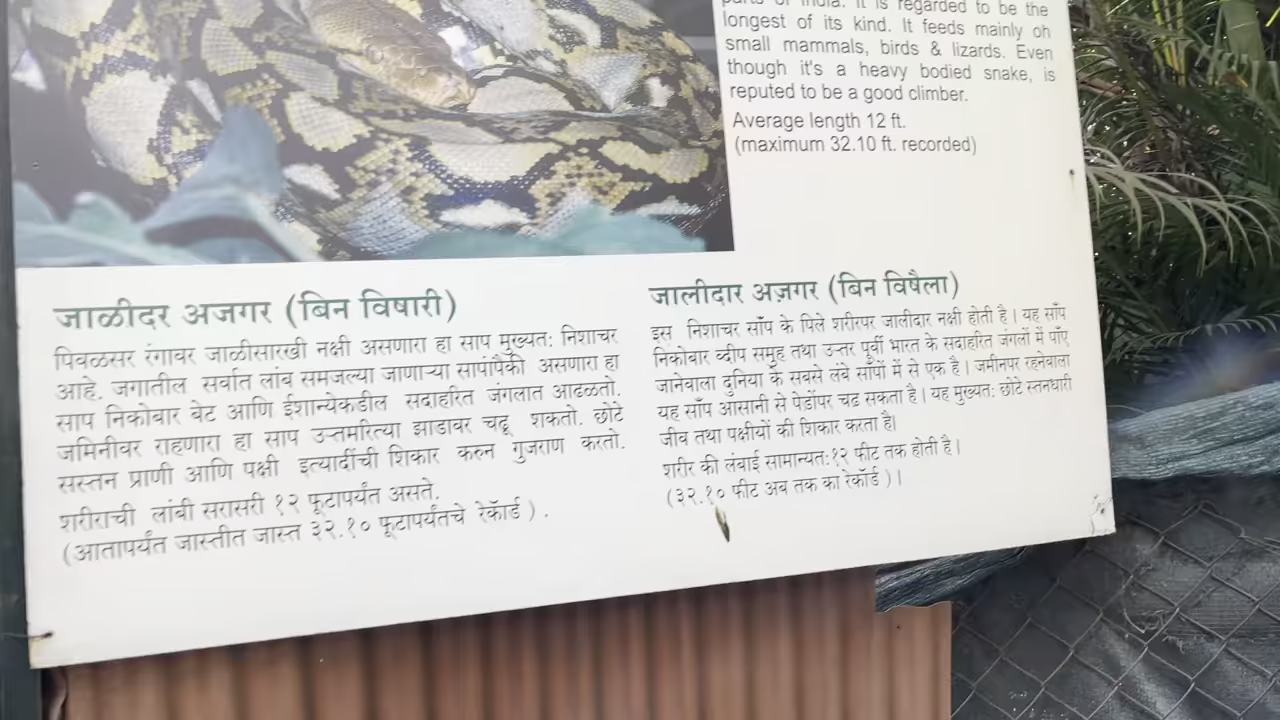 parts of India. It is regarded to be the
longest of its kind. It feeds mainly oh
small mammals, birds & lizards. Even
though it's a heavy bodied snake, is
reputed to be a good climber.
Average length 12 ft.
(maximum 32.10 ft. recorded)
जाळीदर अजगर (बिन विषारी)
पिवळसर रंगावर जाळीसारखी नक्षी असणारा हा साप मुख्यतः निशाचर
आहे. जगातील सर्वात लांब समजल्या जाणाऱ्या सापांपैकी असणारा हा
साप निकोबार बेट आणि ईशान्येकडील सदाहरित जंगलात आढळतो.
जमिनीवर राहणारा हा साप उत्तमरित्या झाडावर चढू शकतो. छोटे
सस्तन प्राणी आणि पक्षी इत्यादींची शिकार करुन गुजराण करतो.
शरीराची लांबी सरासरी १२ फूटापर्यंत असते.
(आतापर्यंत जास्तीत जास्त ३२.१० फूटापर्यंतचे रेकॉर्ड ) .
जालीदार अज़गर (बिन विषैला)
इस निशाचर साँप के पिले शरीरपर जालीदार नक्षी होती है। यह साँप
निकोबार व्दीप समुह तथा उत्तर पूर्वी भारत के सदाहरित जंगलों में पाँए
जानेवाला दुनिया के सबसे लंबे साँपों में से एक है। जमीनपर रहनेवाला
यह साँप आसानी से पेडोंपर चढ सकता है। यह मुख्यतः छोटे स्तनधारी
जीव तथा पक्षीयों की शिकार करता है।
शरीर की लंबाई सामान्यतः१२ फीट तक होती है।
(३२.१० फीट अब तक का रेकॉर्ड )।